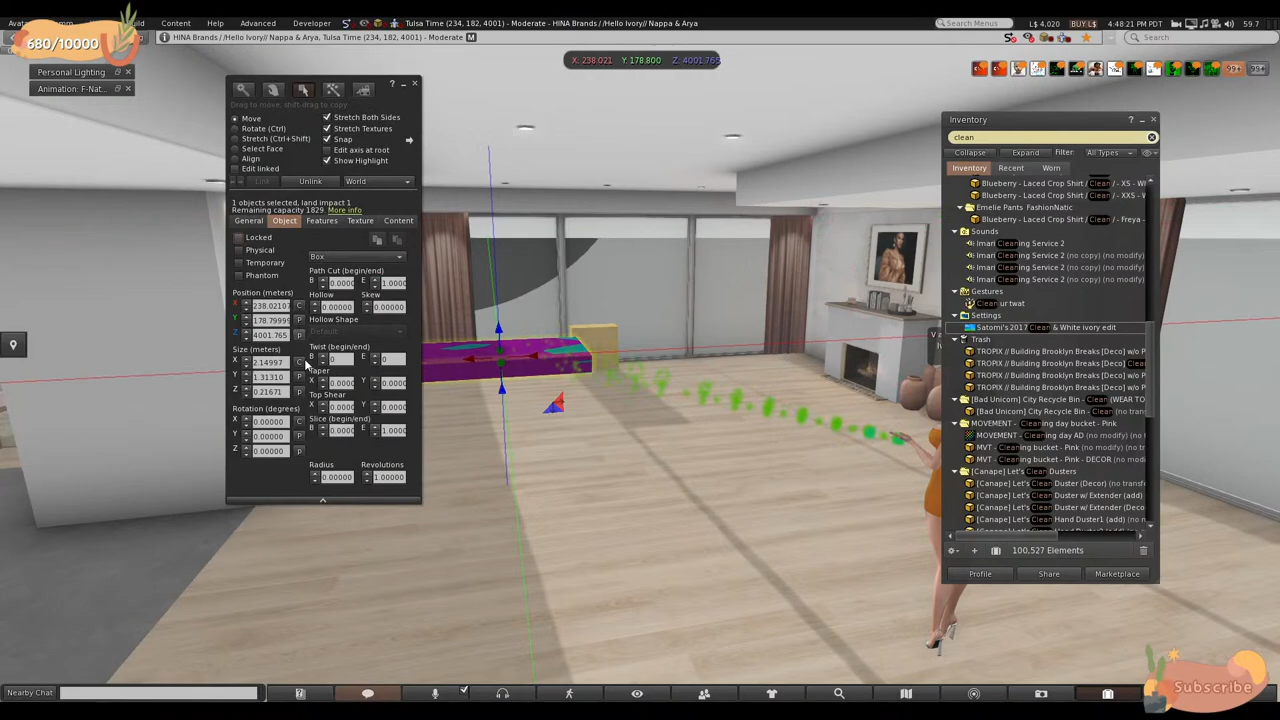 Content
Help
Advanced
Developer
Tulsa Time (234, 182, 4001) - Moderate - HINA Brands / /Hello Ivory// Nappa & Arya
Search Menus
L$ 4,020
BUY L$
4:48:21 PM PDT
59.7
HINA Brands / /Hello Ivory// Nappa & Arya, Tulsa Time (234, 182, 4001) - Moderate
M
Search
680/10000
Personal Lighting
Animation: F-Nat...
X: 238.021 Y: 178.800 Z: 4001.765
99+
99+
Drag to move, shift-drag to copy
Move
Rotate (Ctrl)
Stretch (Ctrl+Shift)
Select Face
Align
Edit linked
Stretch Both Sides
Stretch Textures
Snap
Edit axis at root
Show Highlight
Link
Unlink
World
1 objects selected, land impact 1
Remaining capacity 1829. More info
General
Object
Features
Texture
Content
Locked
Physical
Temporary
Phantom
Position (meters)
X 238.02107
Y 178.79999
Z 4001.765
Size (meters)
X 2.14997
Y 1.31310
Z 0.21671
Rotation (degrees)
X 0.00000
Y 0.00000
Z 0.00000
Box
Path Cut (begin/end)
B 0.0000 E 1.0000
Hollow Skew
0.00000 0.00000
Hollow Shape
Default
Twist (begin/end)
B 0 E 0
Taper
X 0.0000 Y 0.0000
Top Shear
X 0.0000 Y 0.0000
Slice (begin/end)
B 0.0000 E 1.0000
Radius Revolutions
0.00000 1.00000
Inventory
clean
Collapse
Expand
Filter:
All Types
Inventory
Recent
Worn
Blueberry - Laced Crop Shirt / Clean / - XS - W
Blueberry - Laced Crop Shirt / Clean / - XXS - W
Emelie Pants FashionNatic
Blueberry - Laced Crop Shirt / Clean / - Freya -
Sounds
Imari Cleaning Service 2
Imari Cleaning Service 2 (no copy) (no modify)
Imari Cleaning Service 2 (no copy) (no modify)
Imari Cleaning Service 2 (no copy) (no modify)
Gestures
Clean ur twat
Settings
Satomi's 2017 Clean & White ivory edit
Trash
TROPIX // Building Brooklyn Breaks [Deco] w/o P
TROPIX // Building Brooklyn Breaks [Deco] Clean
TROPIX // Building Brooklyn Breaks [Deco] w/o P
TROPIX // Building Brooklyn Breaks [Deco] w/o P
[Bad Unicorn] City Recycle Bin - Clean (WEAR TO
[Bad Unicorn] City Recycle Bin - Clean (no tran
MOVEMENT - Cleaning day bucket - Pink
MOVEMENT - Cleaning day AD (no modify) (no t
MVT - Cleaning bucket - Pink (no modify) (no t
MVT - Cleaning bucket - Pink - DECOR (no modi
[Canape] Let's Clean Dusters
[Canape] Let's Clean Duster (Decor) (no transf
[Canape] Let's Clean Duster w/ Extender (add)
[Canape] Let's Clean Duster w/ Extender (Deco
[Canape] Let's Clean Hand Duster1 (add) (no m
100,527 Elements
Profile
Share
Marketplace
Nearby Chat
Subscribe